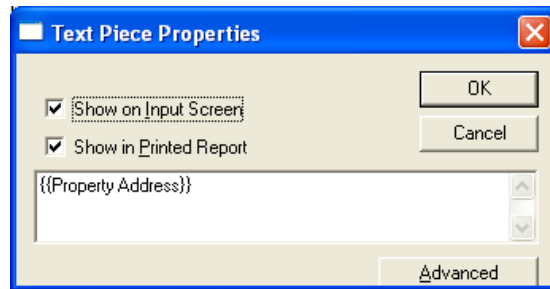 Text Piece Properties
OK
Show on Input Screen
Cancel
Show in Printed Report
{{Property Address}}
Advanced